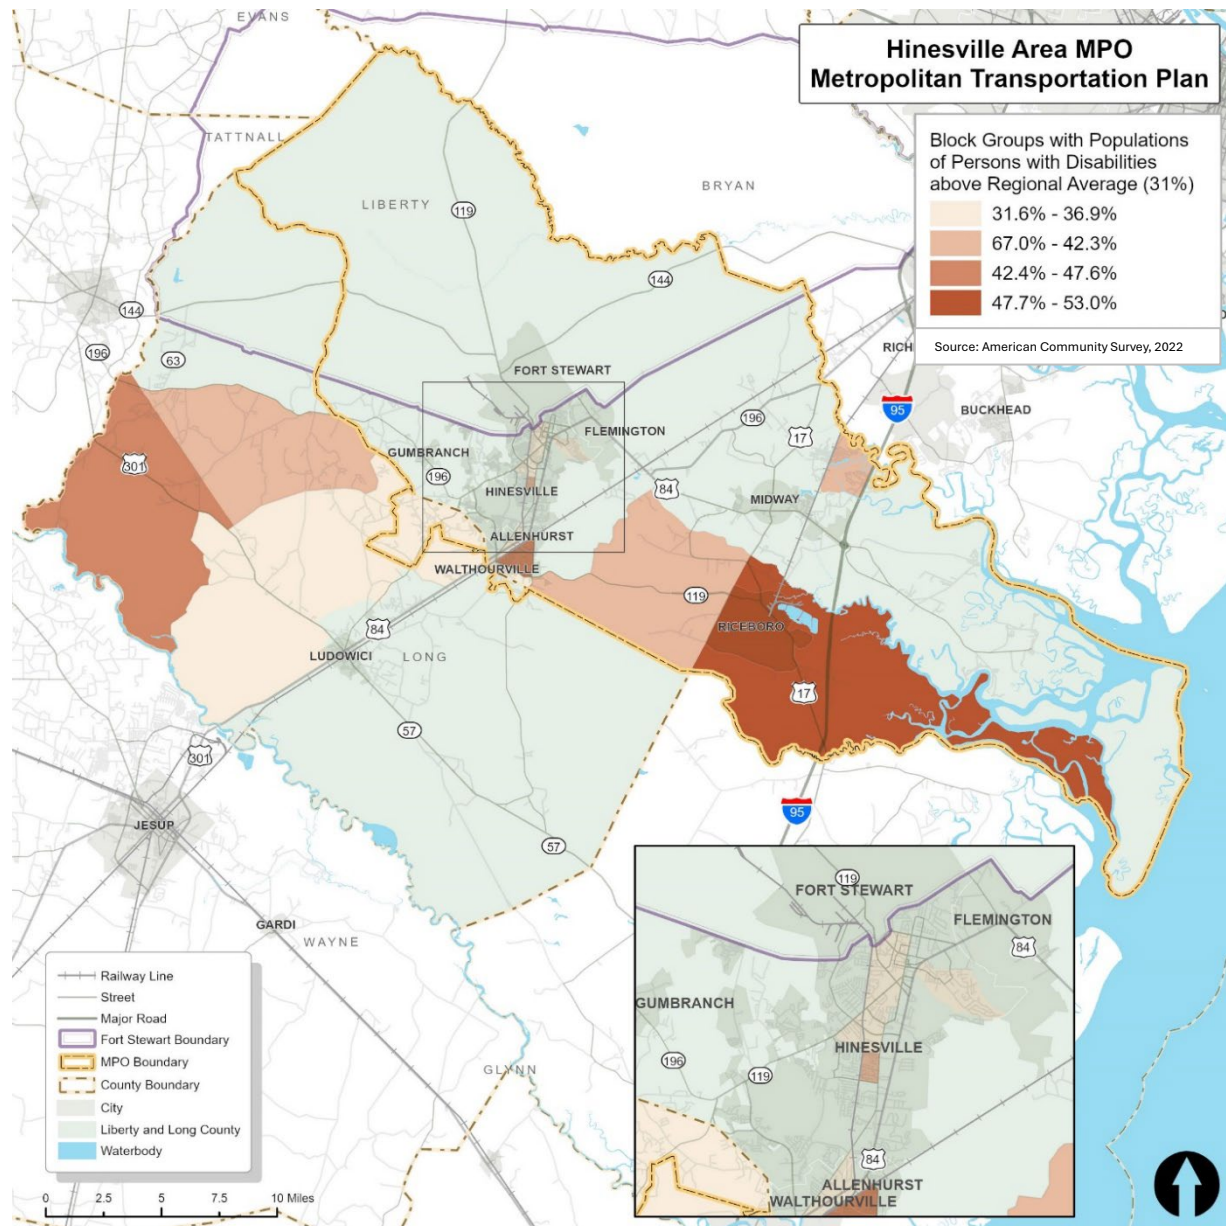 EVANS
Hinesville Area MPO
Metropolitan Transportation Plan
TATTNALL
Block Groups with Populations
of Persons with Disabilities
above Regional Average (31%)
31.6% - 36.9%
67.0% - 42.3%
42.4% - 47.6%
47.7% - 53.0%
Source: American Community Survey, 2022
BRYAN
LIBERTY
119
144
144
196
63
RICH
FORT STEWART
95
BUCKHEAD
196
17
FLEMINGTON
GUMBRANCH
301
196
84
HINESVILLE
MIDWAY
ALLENHURST
WALTHOURVILLE
119
84
RICEBORO
LUDOWICI
LONG
17
57
301
95
JESUP
57
GARDI
WAYNE
GLYNN
119
FORT STEWART
FLEMINGTON
84
GUMBRANCH
HINESVILLE
196
119
84
ALLENHURST
WALTHOURVILLE
Railway Line
Street
Major Road
Fort Stewart Boundary
MPO Boundary
County Boundary
City
Liberty and Long County
Waterbody
0 2.5 5 7.5 10 Miles